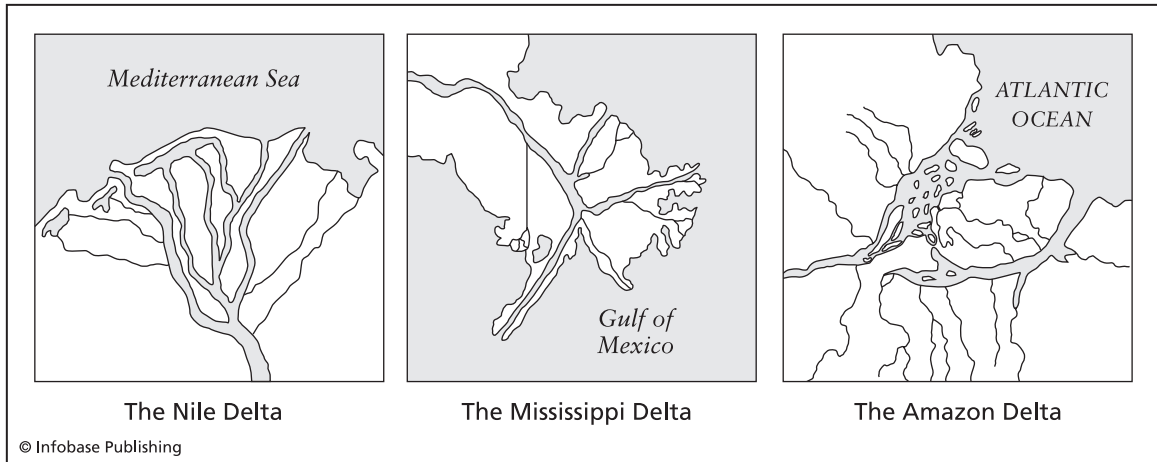 Mediterranean Sea
Gulf of
Mexico
ATLANTIC
OCEAN
The Nile Delta
The Mississippi Delta
The Amazon Delta
© Infobase Publishing